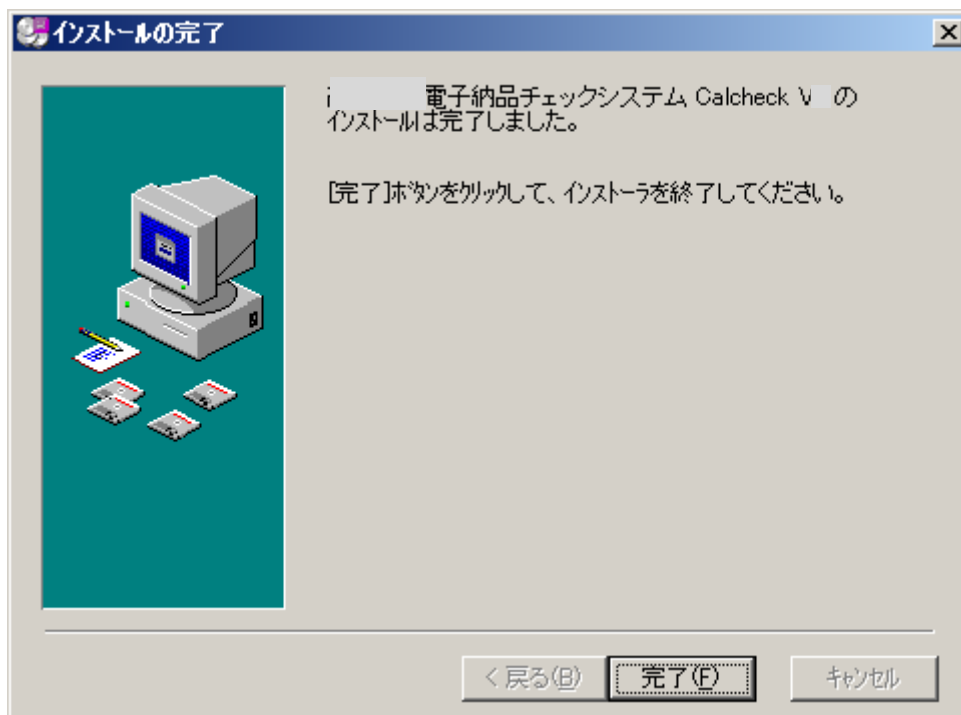 インストールの完了
電子納品チェックシステム Calcheck V の
インストールは完了しました。
[完了]ボタンをクリックして、インストーラを終了してください。
< 戻る(B)
完了(F)
キャンセル